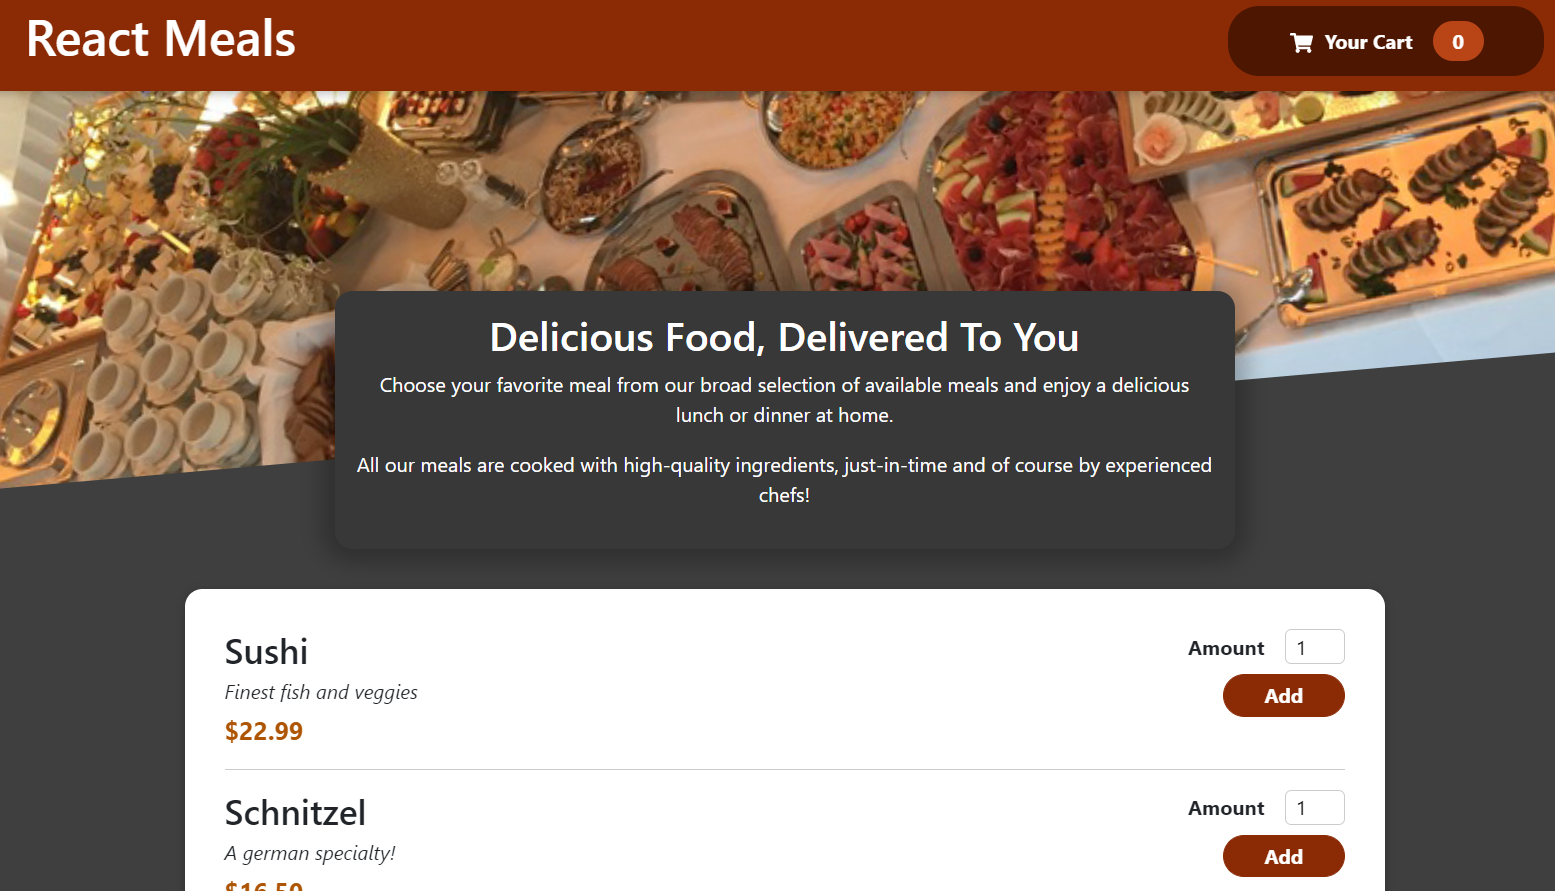 React Meals
Your Cart 0
Delicious Food, Delivered To You
Choose your favorite meal from our broad selection of available meals and enjoy a delicious
lunch or dinner at home.
All our meals are cooked with high-quality ingredients, just-in-time and of course by experienced
chefs!
Sushi
Finest fish and veggies
$22.99
Amount 1
Add
Schnitzel
A german specialty!
$16.50
Amount 1
Add